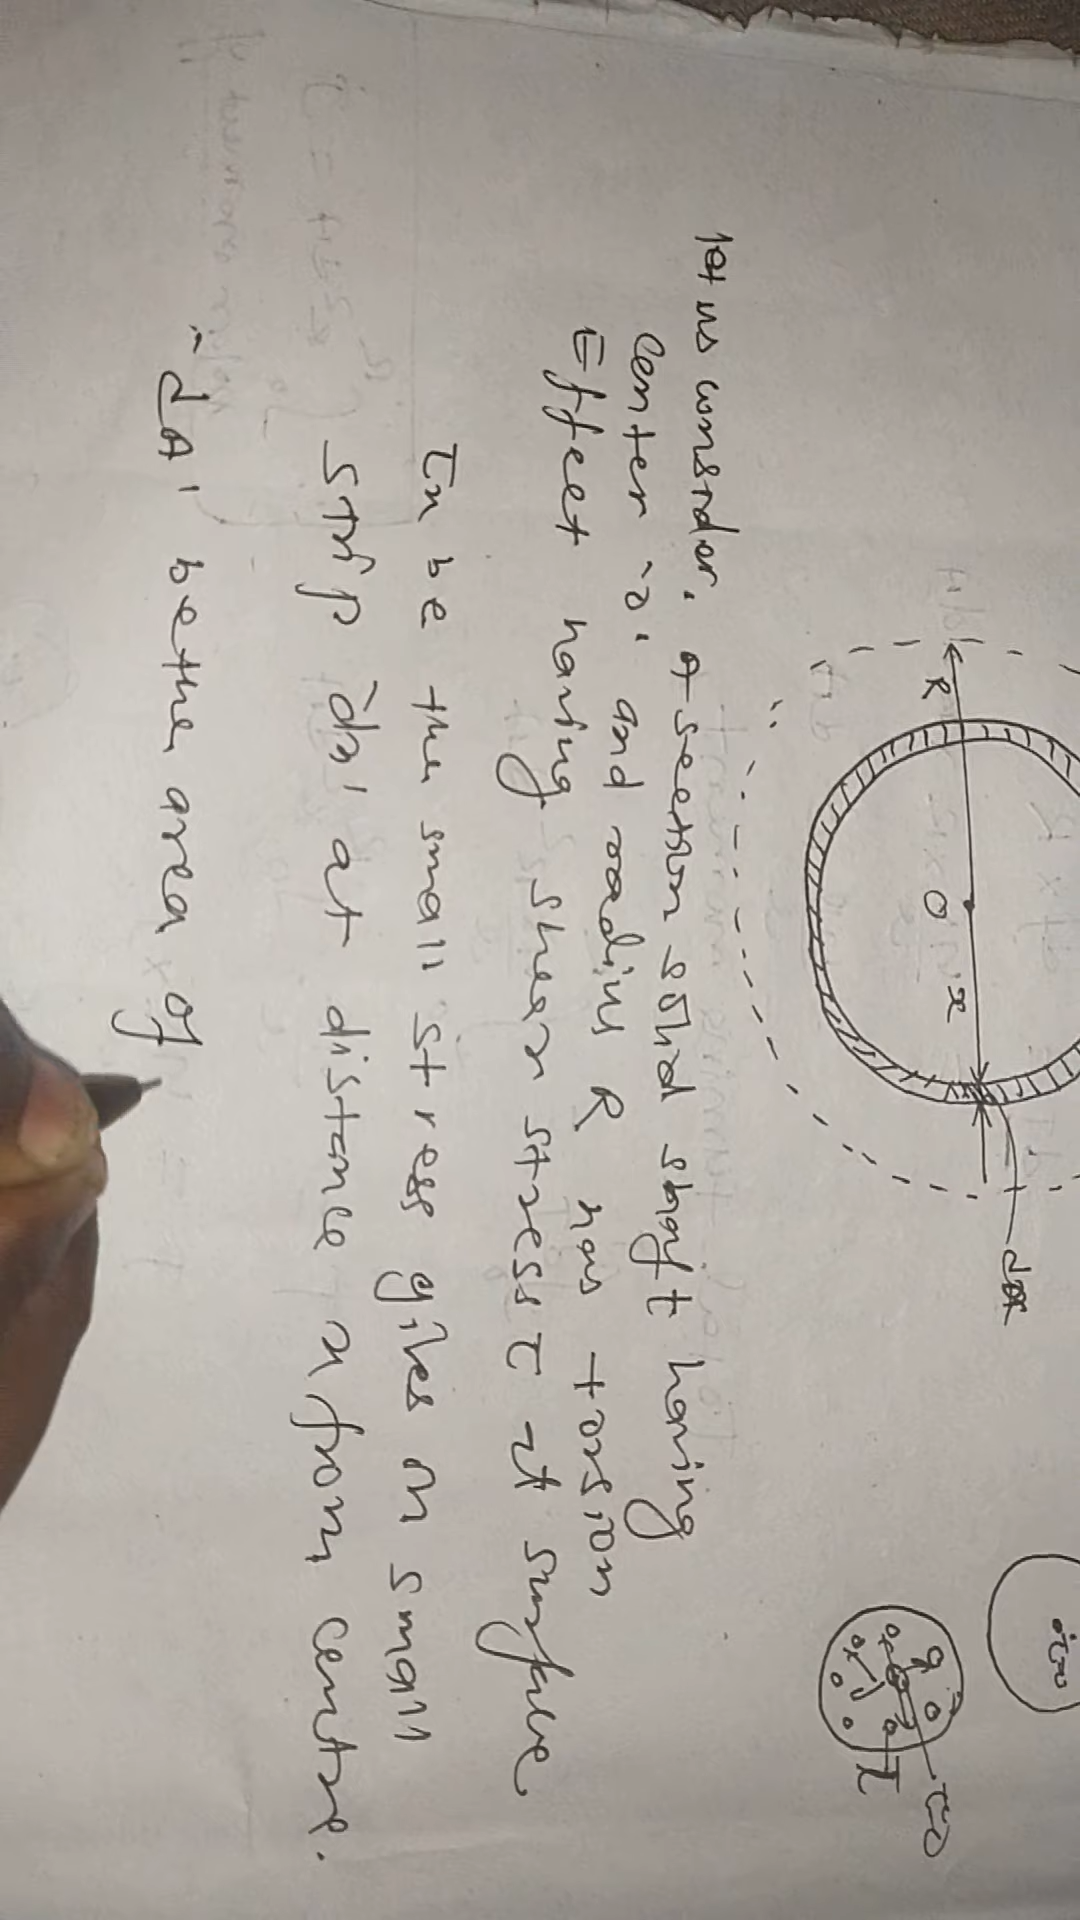 R
O
x
dx
τ=0
τ=0
τ
let us consider. A section solid shaft having
center 'o' and radius R has torsion
Effect having shear stress τ at surface
τx be the small stress gives on small
strip 'dx' at distance x from centre.
"dA' be the area of